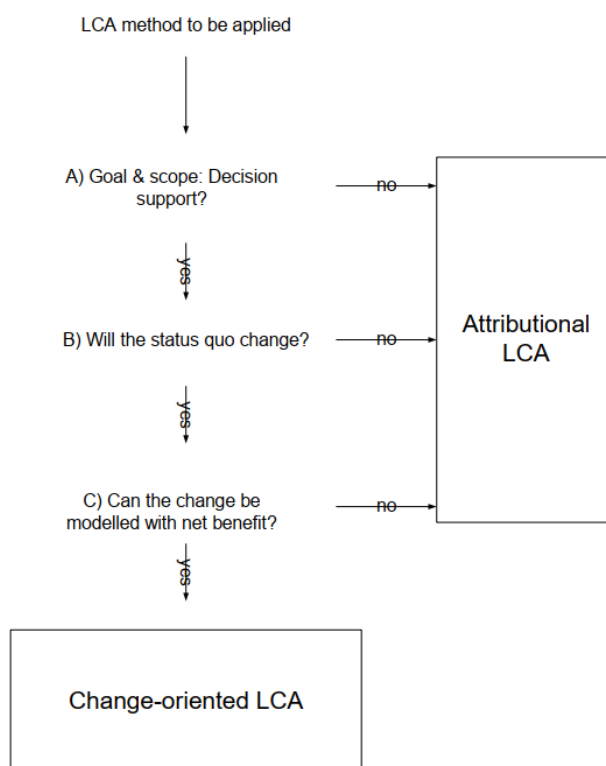 LCA method to be applied
A) Goal & scope: Decision
support?
no
yes
B) Will the status quo change?
no
Attributional
LCA
yes
C) Can the change be
modelled with net benefit?
no
yes
Change-oriented LCA